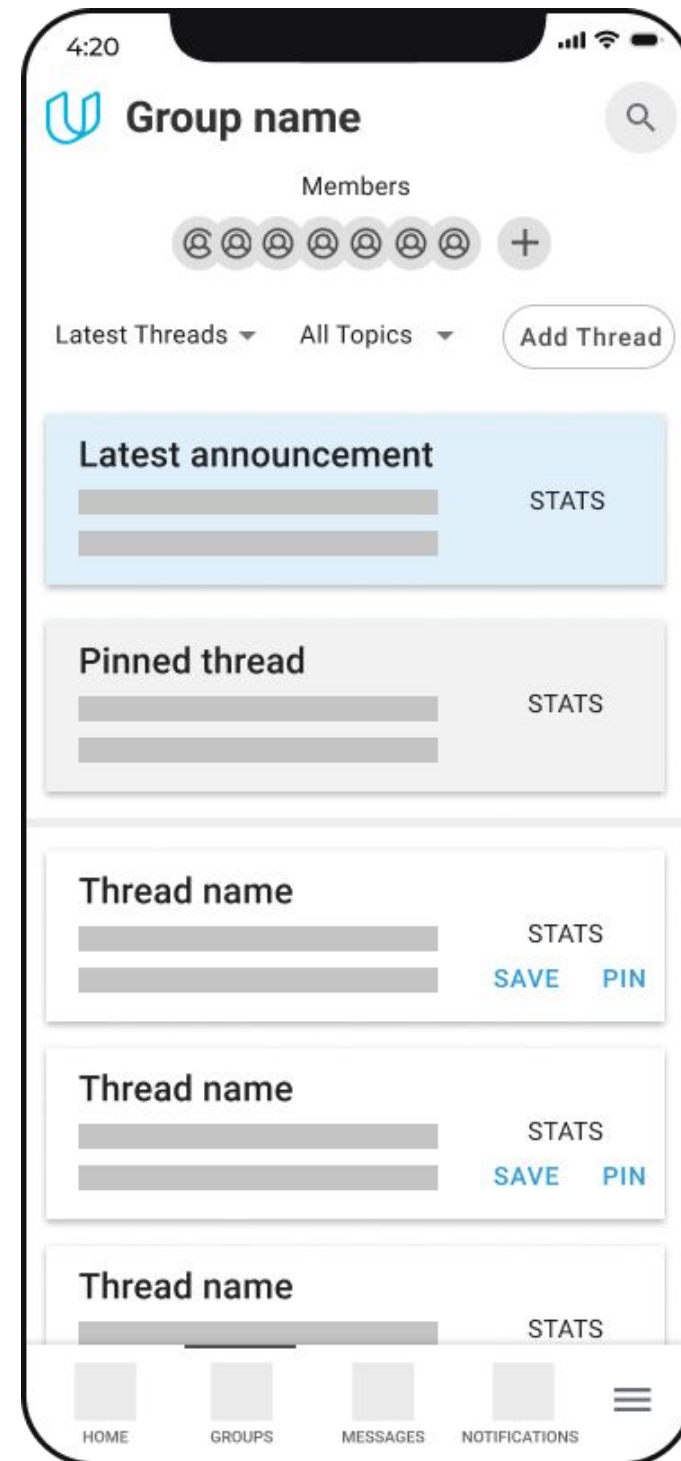 4:20
Group name
Members
Latest Threads All Topics Add Thread
Latest announcement
STATS
Pinned thread
STATS
Thread name
STATS
SAVE PIN
Thread name
STATS
SAVE PIN
Thread name
STATS
HOME GROUPS MESSAGES NOTIFICATIONS